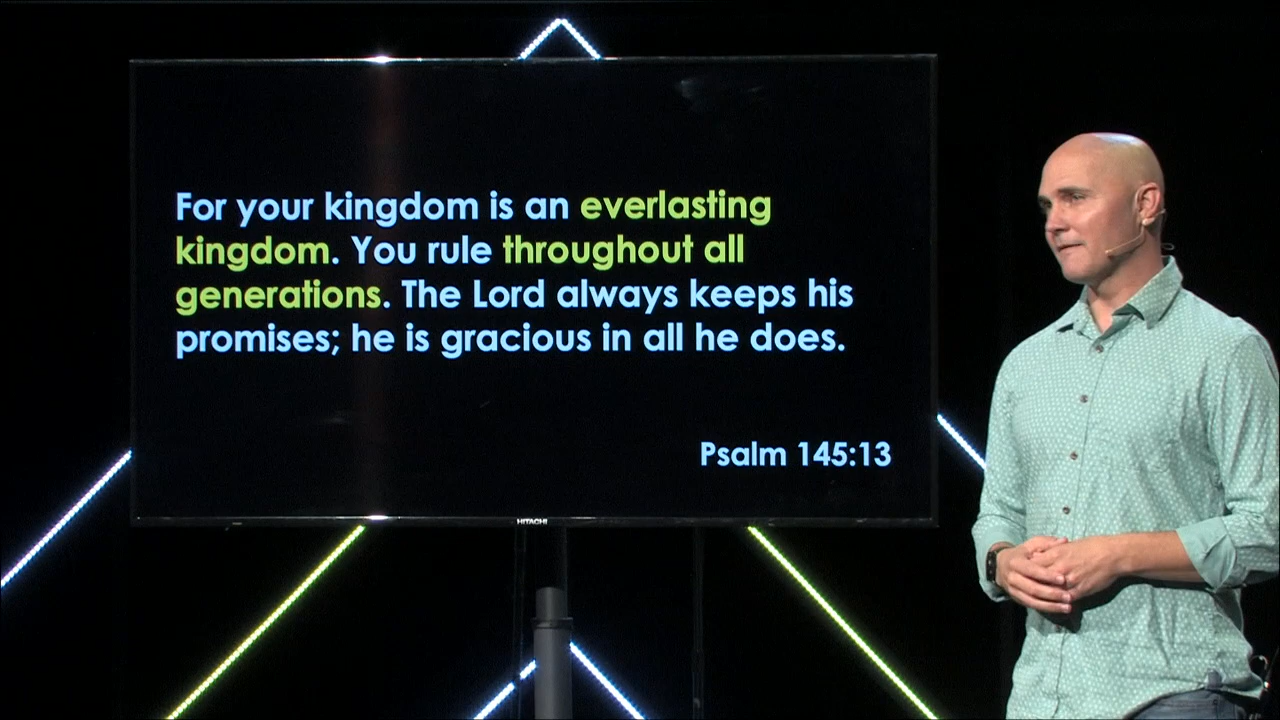 For your kingdom is an everlasting
kingdom. You rule throughout all
generations. The Lord always keeps his
promises; he is gracious in all he does.
Psalm 145:13
HITACHI